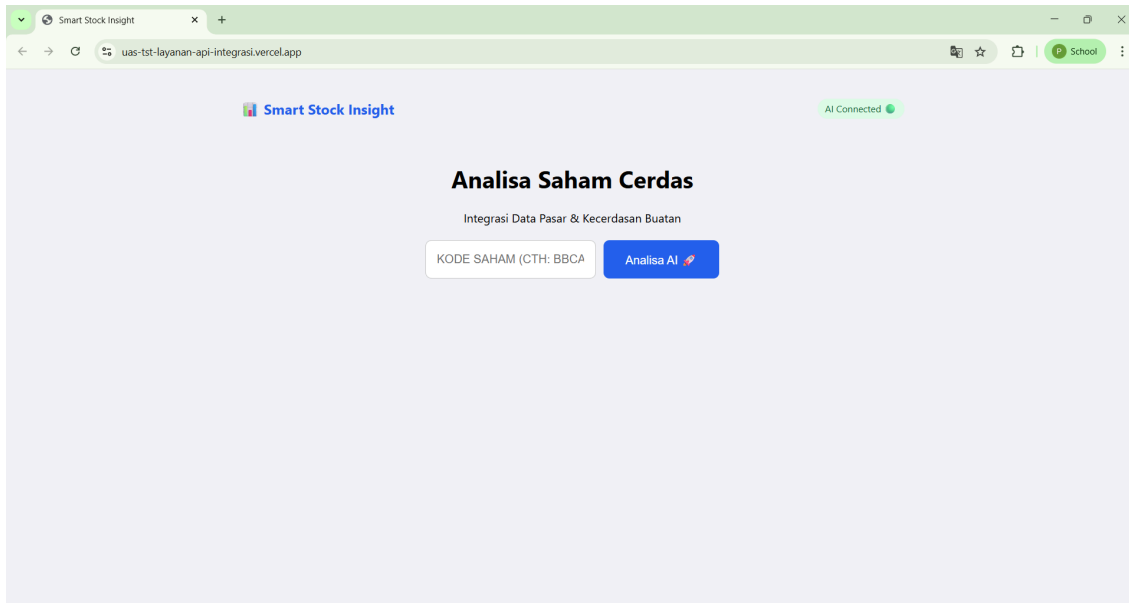 Smart Stock Insight
uas-tst-layanan-api-integrasi.vercel.app
P School
Smart Stock Insight
AI Connected
Analisa Saham Cerdas
Integrasi Data Pasar & Kecerdasan Buatan
KODE SAHAM (CTH: BBCA
Analisa AI 🚀